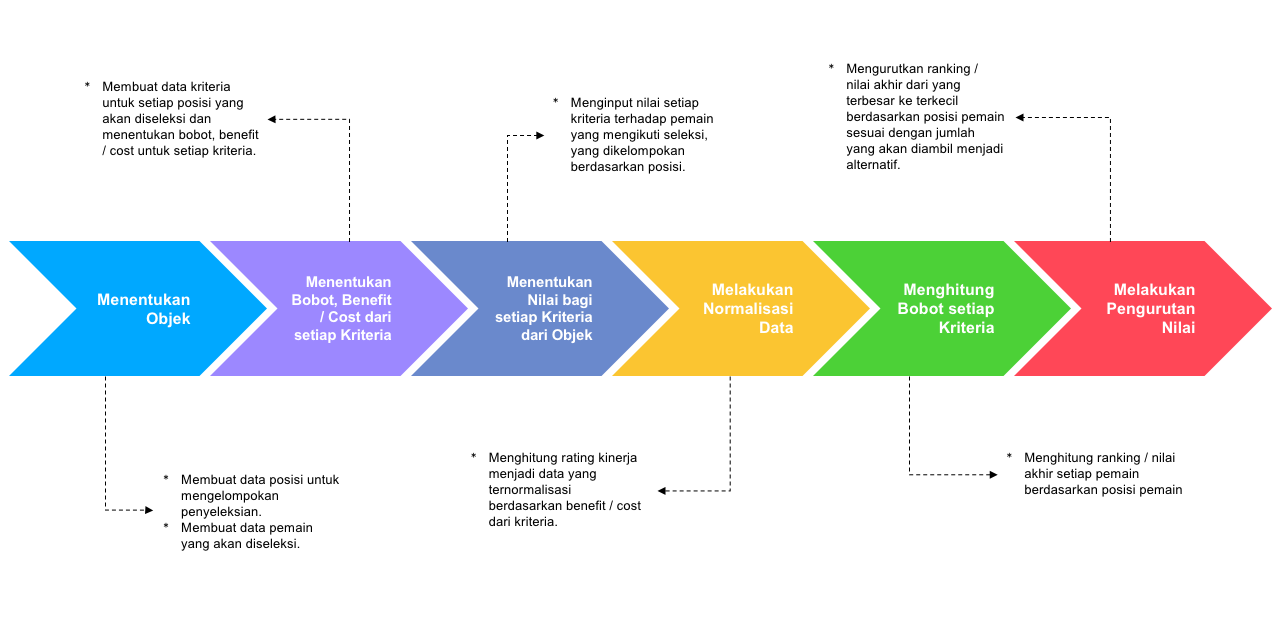 * Membuat data kriteria
untuk setiap posisi yang
akan diseleksi dan
menentukan bobot, benefit
/ cost untuk setiap kriteria.
* Menginput nilai setiap
kriteria terhadap pemain
yang mengikuti seleksi,
yang dikelompokan
berdasarkan posisi.
* Mengurutkan ranking /
nilai akhir dari yang
terbesar ke terkecil
berdasarkan posisi pemain
sesuai dengan jumlah
yang akan diambil menjadi
alternatif.
Menentukan
Objek
Menentukan
Bobot, Benefit
/ Cost dari
setiap Kriteria
Menentukan
Nilai bagi
setiap Kriteria
dari Objek
Melakukan
Normalisasi
Data
Menghitung
Bobot setiap
Kriteria
Melakukan
Pengurutan
Nilai
* Membuat data posisi untuk
mengelompokan
penyeleksian.
* Membuat data pemain
yang akan diseleksi.
* Menghitung rating kinerja
menjadi data yang
ternormalisasi
berdasarkan benefit / cost
dari kriteria.
* Menghitung ranking / nilai
akhir setiap pemain
berdasarkan posisi pemain